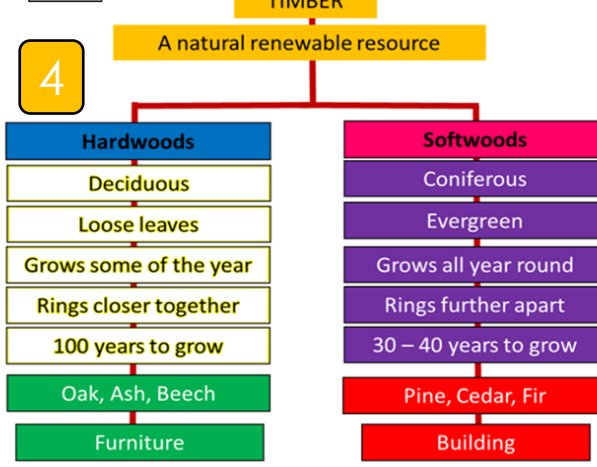 TIMBER
A natural renewable resource
4
Hardwoods
Deciduous
Loose leaves
Grows some of the year
Rings closer together
100 years to grow
Oak, Ash, Beech
Furniture
Softwoods
Coniferous
Evergreen
Grows all year round
Rings further apart
30 – 40 years to grow
Pine, Cedar, Fir
Building